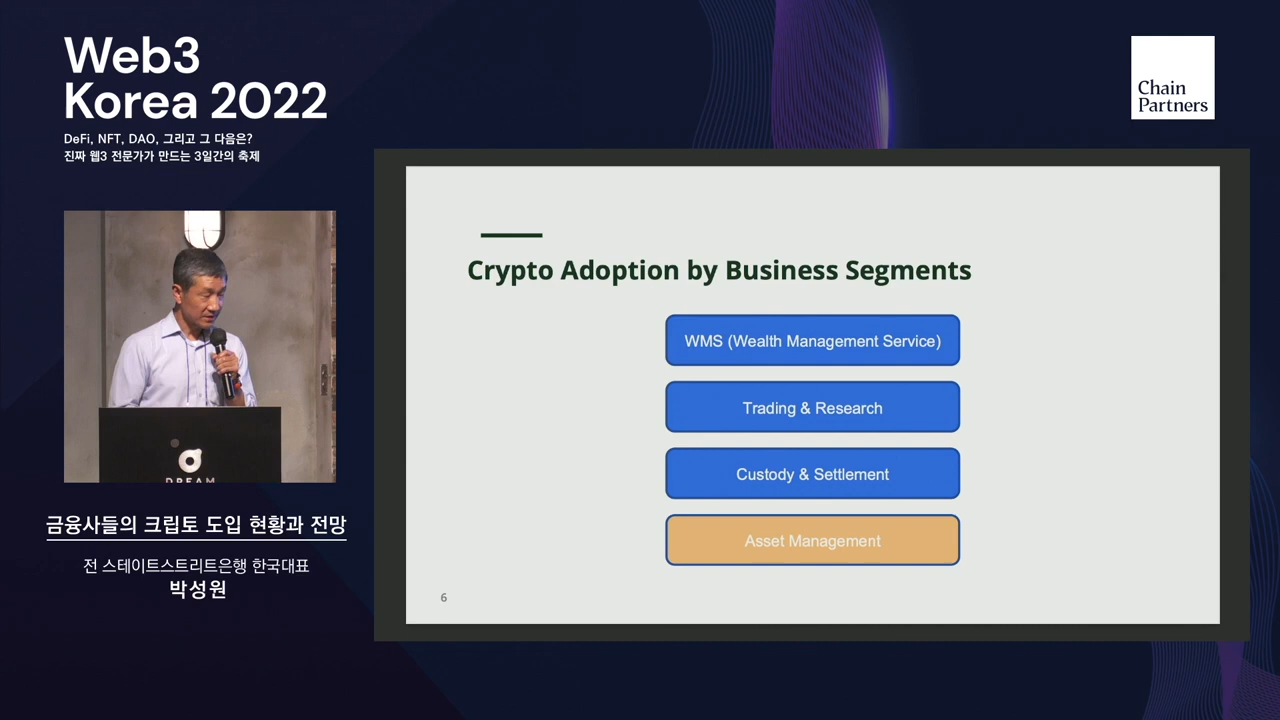 Web3
Korea 2022
DeFi, NFT, DAO, 그리고 그 다음은?
진짜 웹3 전문가가 만드는 3일간의 축제
Chain
Partners
Crypto Adoption by Business Segments
WMS (Wealth Management Service)
Trading & Research
Custody & Settlement
Asset Management
6
DREAM
금융사들의 크립토 도입 현황과 전망
전 스테이트스트리트은행 한국대표
박성원